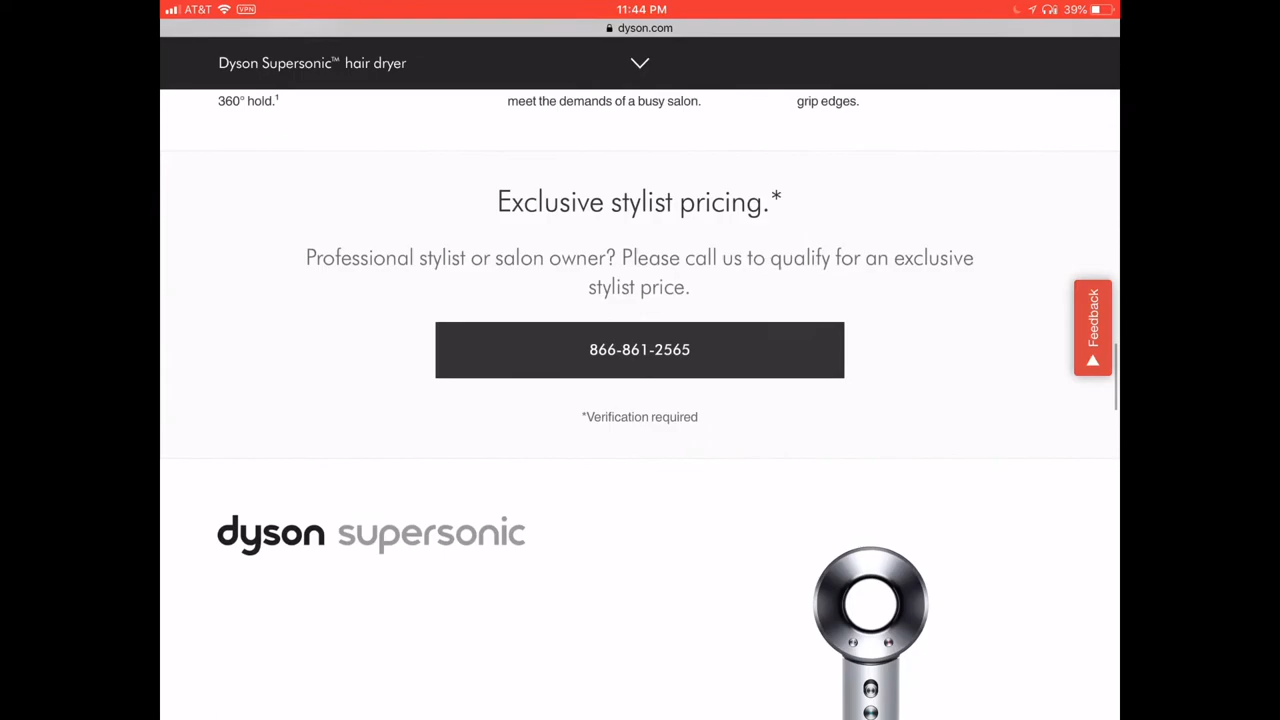 AT&T VPN 11:44 PM 39%
dyson.com
Dyson Supersonic™ hair dryer
360° hold.¹ meet the demands of a busy salon. grip edges.
Exclusive stylist pricing.*
Professional stylist or salon owner? Please call us to qualify for an exclusive
stylist price.
Feedback
866-861-2565
*Verification required
dyson supersonic